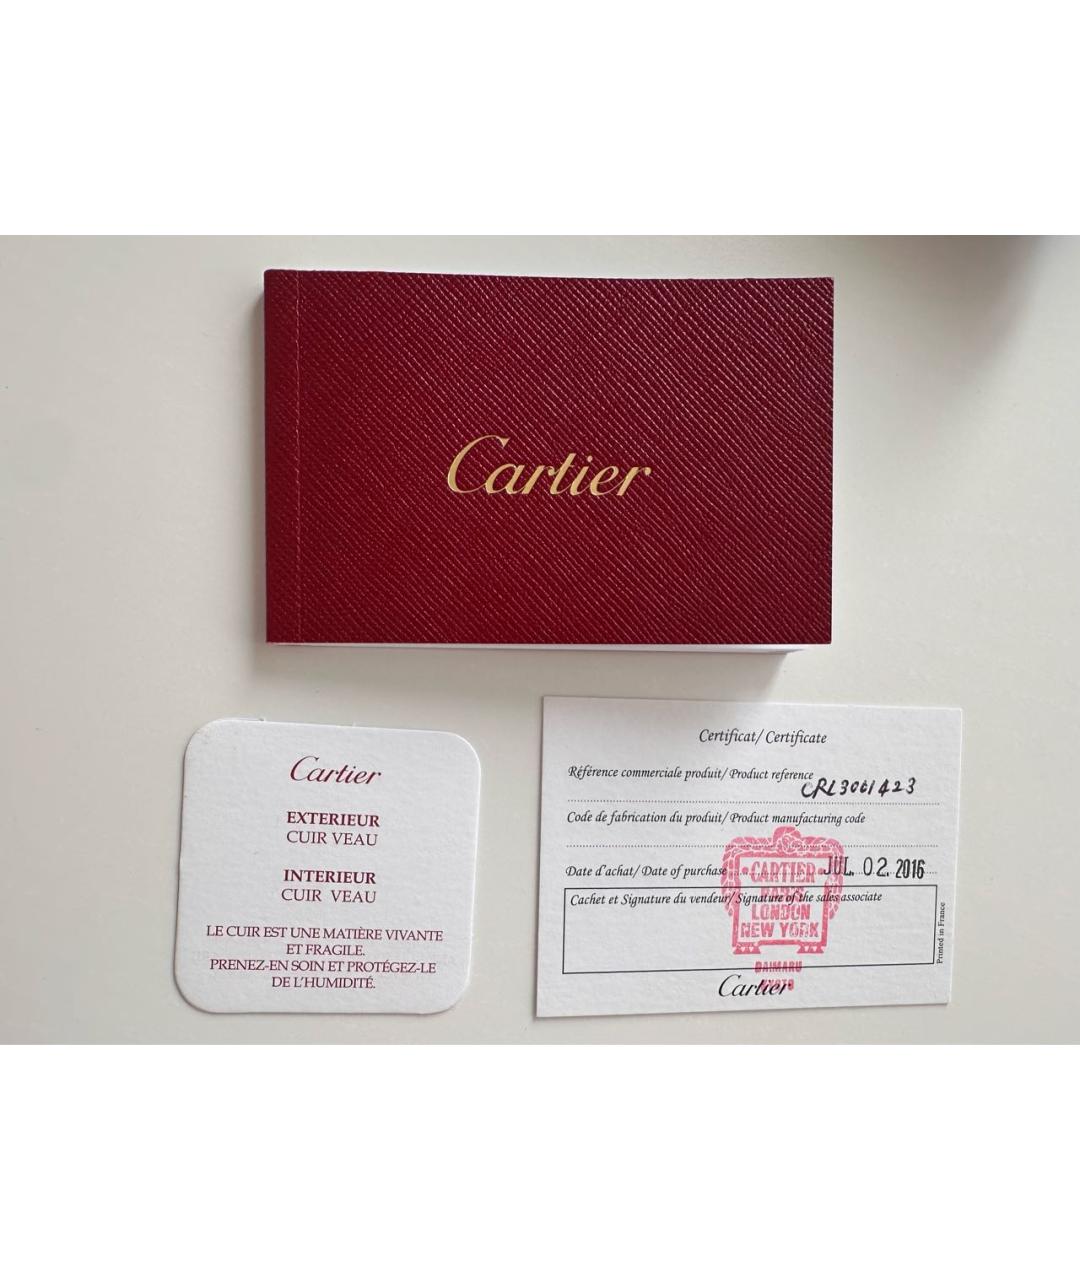 Cartier
Cartier
EXTERIEUR
CUIR VEAU
INTERIEUR
CUIR VEAU
LE CUIR EST UNE MATIÈRE VIVANTE
ET FRAGILE.
PRENEZ-EN SOIN ET PROTÉGEZ-LE
DE L'HUMIDITÉ.
Certificat/ Certificate
Référence commerciale produit/ Product reference
CRL3001423
Code de fabrication du produit/ Product manufacturing code
Date d'achat/ Date of purchase JUL. 02. 2016
Cachet et Signature du vendeur/ Signature of the sales associate
CARTIER
PARIS
LONDON
NEW YORK
DAIMARU
KYOTO
Cartier
Printed in France